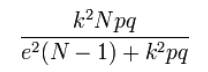 k²Npq
e²(N − 1) + k²pq